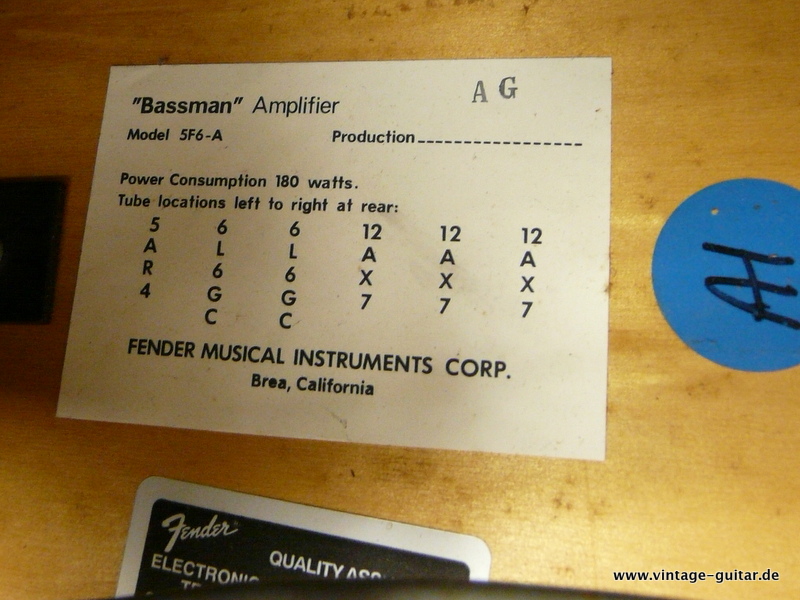 A G
"Bassman" Amplifier
Model 5F6-A Production
Power Consumption 180 watts.
Tube locations left to right at rear:
5 6 6 12 12 12
A L L A A A
R 6 6 X X X
4 G G 7 7 7
C C
FENDER MUSICAL INSTRUMENTS CORP.
Brea, California
AH
Fender
QUALITY
ELECTRONIC
www.vintage-guitar.de